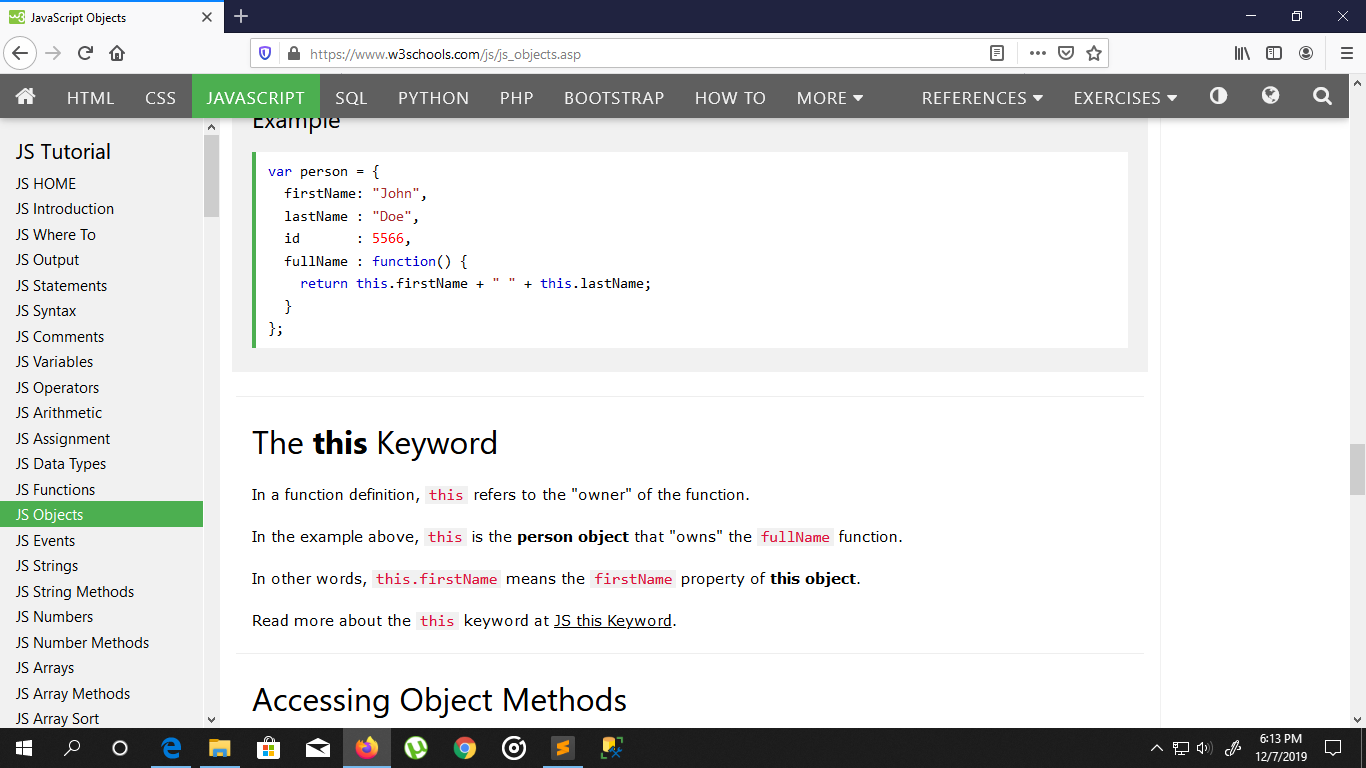 JavaScript Objects
https://www.w3schools.com/js/js_objects.asp
HTML CSS JAVASCRIPT SQL PYTHON PHP BOOTSTRAP HOW TO MORE REFERENCES EXERCISES
JS Tutorial
JS HOME
JS Introduction
JS Where To
JS Output
JS Statements
JS Syntax
JS Comments
JS Variables
JS Operators
JS Arithmetic
JS Assignment
JS Data Types
JS Functions
JS Objects
JS Events
JS Strings
JS String Methods
JS Numbers
JS Number Methods
JS Arrays
JS Array Methods
JS Array Sort
Example
var person = {
  firstName: "John",
  lastName : "Doe",
  id       : 5566,
  fullName : function() {
    return this.firstName + " " + this.lastName;
  }
};
The this Keyword
In a function definition, this refers to the "owner" of the function.
In the example above, this is the person object that "owns" the fullName function.
In other words, this.firstName means the firstName property of this object.
Read more about the this keyword at JS this Keyword.
Accessing Object Methods
6:13 PM
12/7/2019